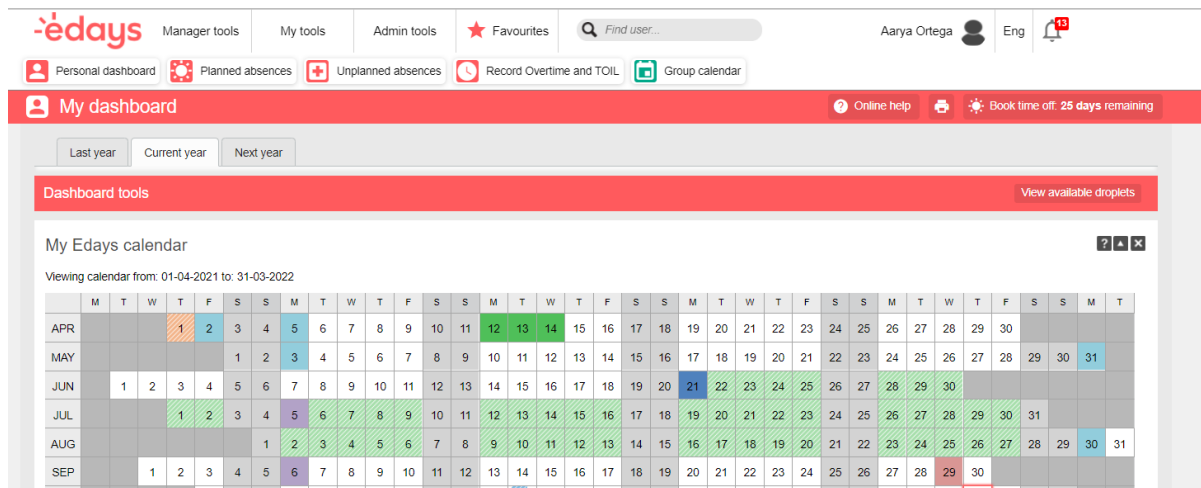 edays Manager tools My tools Admin tools Favourites Find user... Aarya Ortega Eng 13
Personal dashboard Planned absences Unplanned absences Record Overtime and TOIL Group calendar
My dashboard ? Online help Book time off: 25 days remaining
Last year Current year Next year
Dashboard tools View available droplets
My Edays calendar ? X
Viewing calendar from: 01-04-2021 to: 31-03-2022
M T W T F S S M T W T F S S M T W T F S S M T W T F S S M T W T F S S M T
APR 1 2 3 4 5 6 7 8 9 10 11 12 13 14 15 16 17 18 19 20 21 22 23 24 25 26 27 28 29 30
MAY 1 2 3 4 5 6 7 8 9 10 11 12 13 14 15 16 17 18 19 20 21 22 23 24 25 26 27 28 29 30 31
JUN 1 2 3 4 5 6 7 8 9 10 11 12 13 14 15 16 17 18 19 20 21 22 23 24 25 26 27 28 29 30
JUL 1 2 3 4 5 6 7 8 9 10 11 12 13 14 15 16 17 18 19 20 21 22 23 24 25 26 27 28 29 30 31
AUG 1 2 3 4 5 6 7 8 9 10 11 12 13 14 15 16 17 18 19 20 21 22 23 24 25 26 27 28 29 30 31
SEP 1 2 3 4 5 6 7 8 9 10 11 12 13 14 15 16 17 18 19 20 21 22 23 24 25 26 27 28 29 30